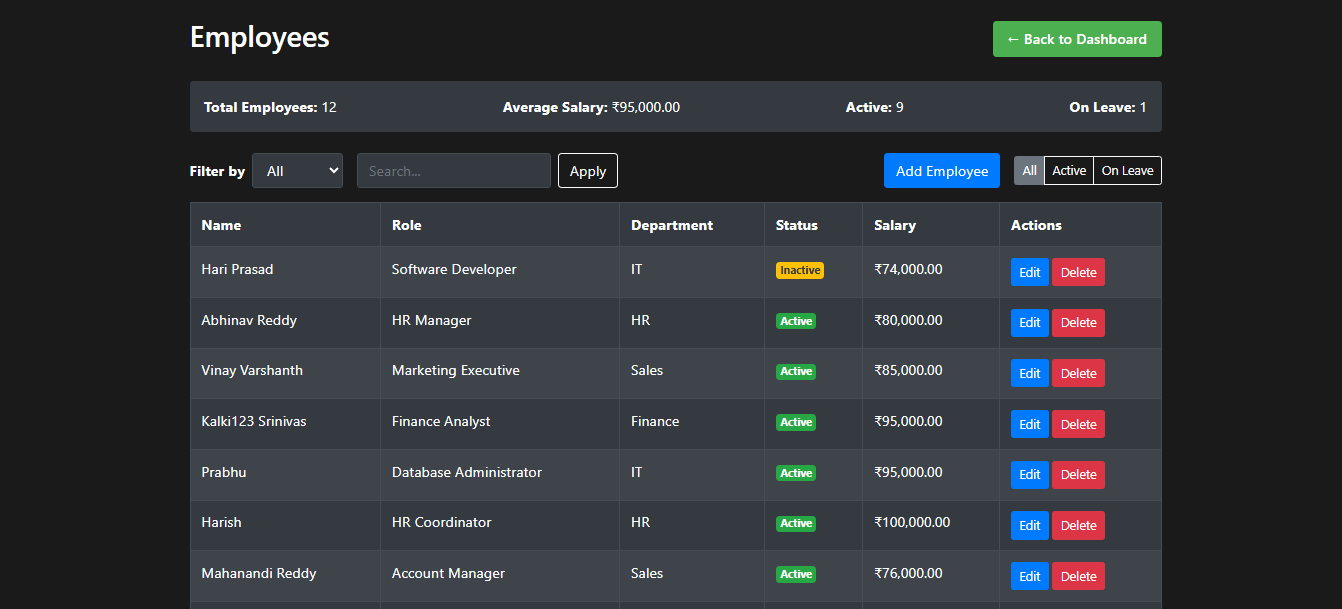 Employees
← Back to Dashboard
Total Employees: 12 Average Salary: ₹95,000.00 Active: 9 On Leave: 1
Filter by All Search... Apply Add Employee All Active On Leave
Name Role Department Status Salary Actions
Hari Prasad Software Developer IT Inactive ₹74,000.00 Edit Delete
Abhinav Reddy HR Manager HR Active ₹80,000.00 Edit Delete
Vinay Varshanth Marketing Executive Sales Active ₹85,000.00 Edit Delete
Kalki123 Srinivas Finance Analyst Finance Active ₹95,000.00 Edit Delete
Prabhu Database Administrator IT Active ₹95,000.00 Edit Delete
Harish HR Coordinator HR Active ₹100,000.00 Edit Delete
Mahanandi Reddy Account Manager Sales Active ₹76,000.00 Edit Delete